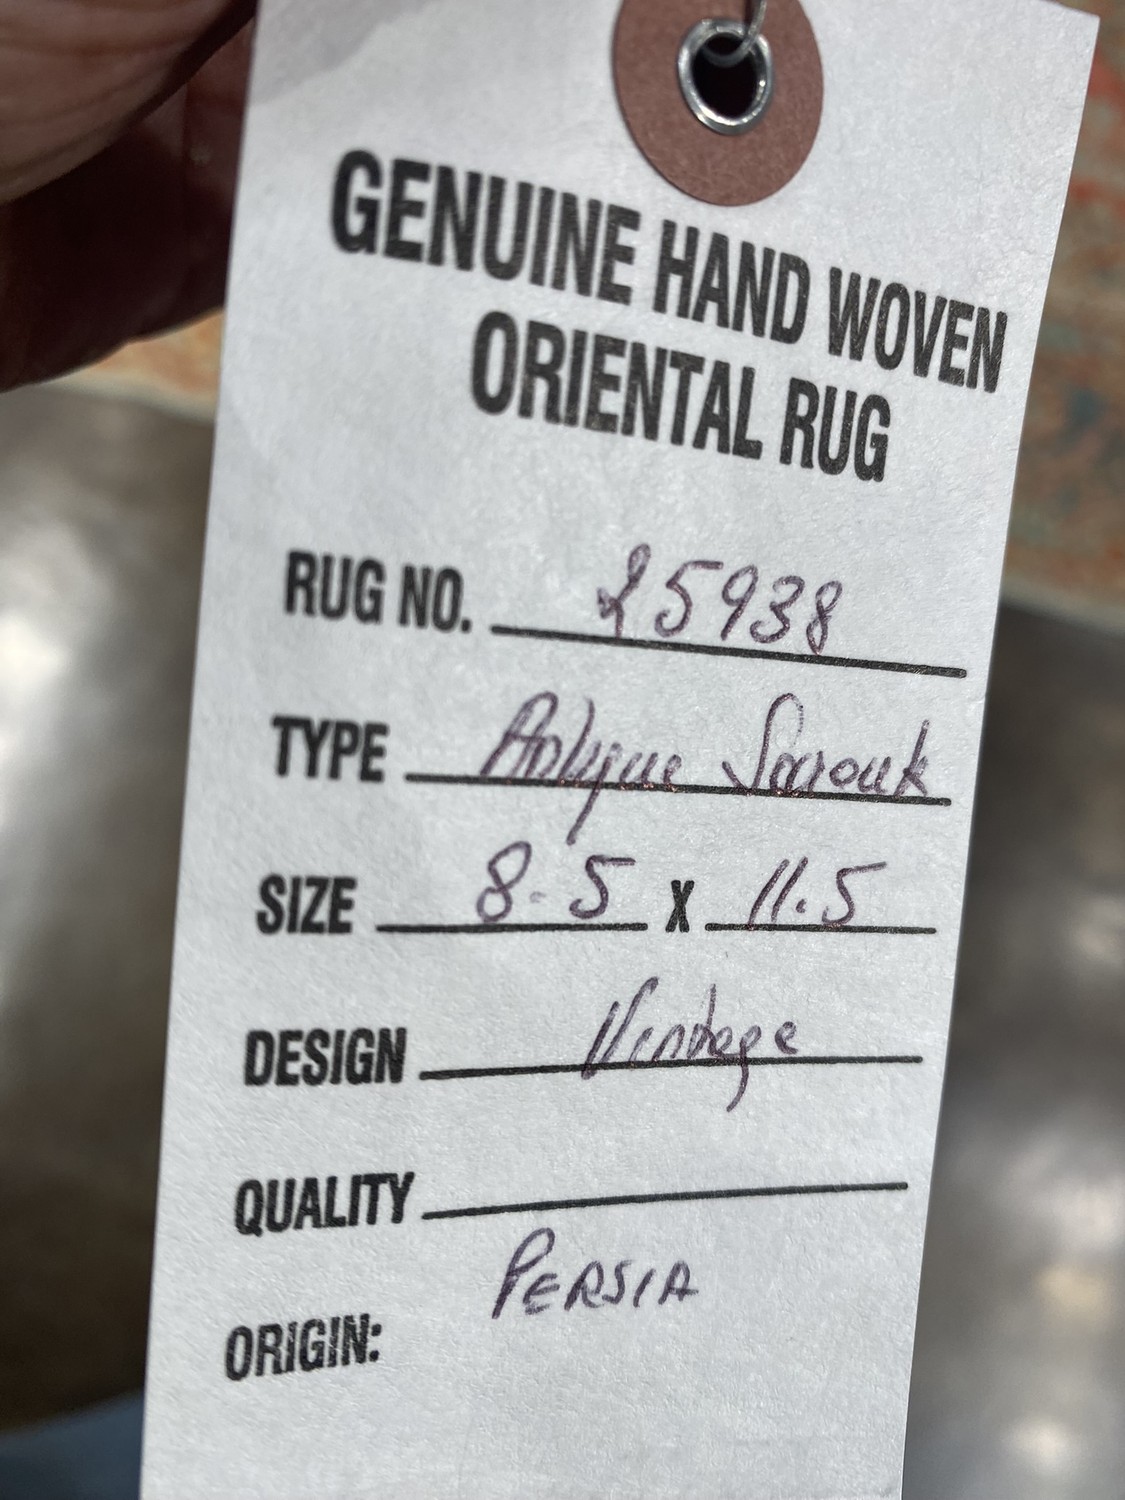 GENUINE HAND WOVEN
ORIENTAL RUG
RUG NO. 25938
TYPE Antique Sarouk
SIZE 8-5 X 11.5
DESIGN Vintage
QUALITY
PERSIA
ORIGIN: